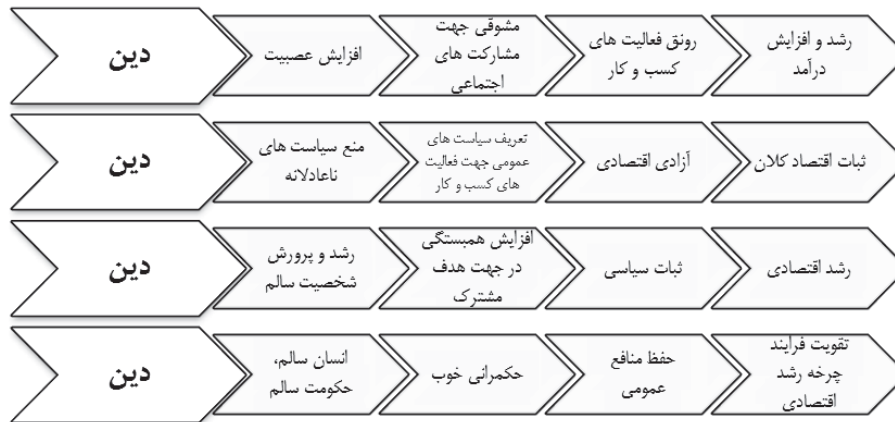 دین
افزایش عصبیت
مشوقی جهت
مشارکت های
اجتماعی
رونق فعالیت های
کسب و کار
رشد و افزایش
درآمد
دین
منع سیاست های
ناعادلانه
تعریف سیاست های
عمومی جهت فعالیت
های کسب و کار
آزادی اقتصادی
ثبات اقتصاد کلان
دین
رشد و پرورش
شخصیت سالم
افزایش همبستگی
در جهت هدف
مشترک
ثبات سیاسی
رشد اقتصادی
دین
انسان سالم،
حکومت سالم
حکمرانی خوب
حفظ منافع
عمومی
تقویت فرایند
چرخه رشد
اقتصادی